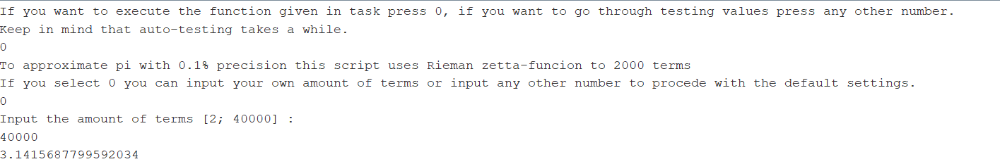 If you want to execute the function given in task press 0, if you want to go through testing values press any other number.
Keep in mind that auto-testing takes a while.
0
To approximate pi with 0.1% precision this script uses Rieman zetta-funcion to 2000 terms
If you select 0 you can input your own amount of terms or input any other number to procede with the default settings.
0
Input the amount of terms [2; 40000] :
40000
3.1415687799592034